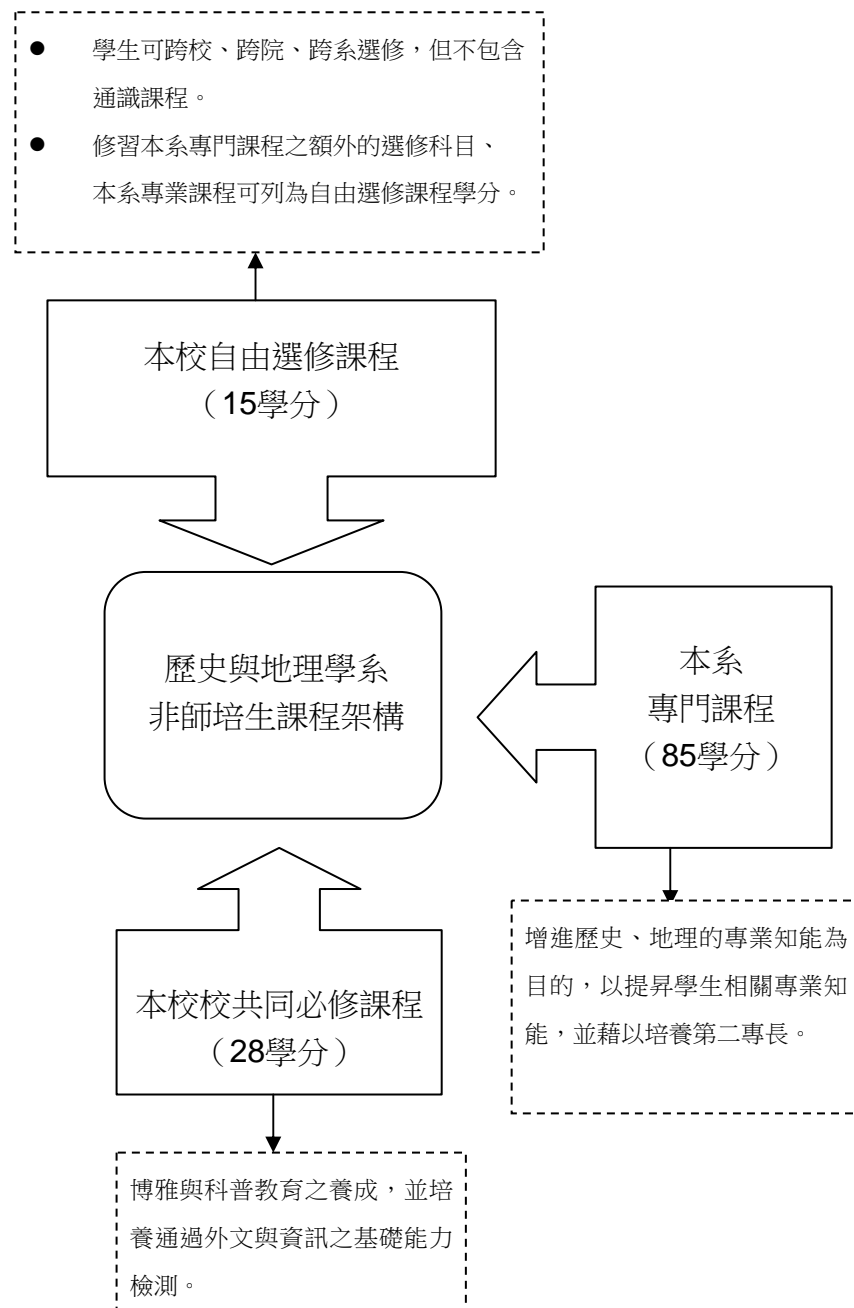 ● 學生可跨校、跨院、跨系選修，但不包含
通識課程。
● 修習本系專門課程之額外的選修科目、
本系專業課程可列為自由選修課程學分。
本校自由選修課程
（15學分）
歷史與地理學系
非師培生課程架構
本系
專門課程
（85學分）
增進歷史、地理的專業知能為
目的，以提昇學生相關專業知
能，並藉以培養第二專長。
本校校共同必修課程
（28學分）
博雅與科普教育之養成，並培
養通過外文與資訊之基礎能力
檢測。